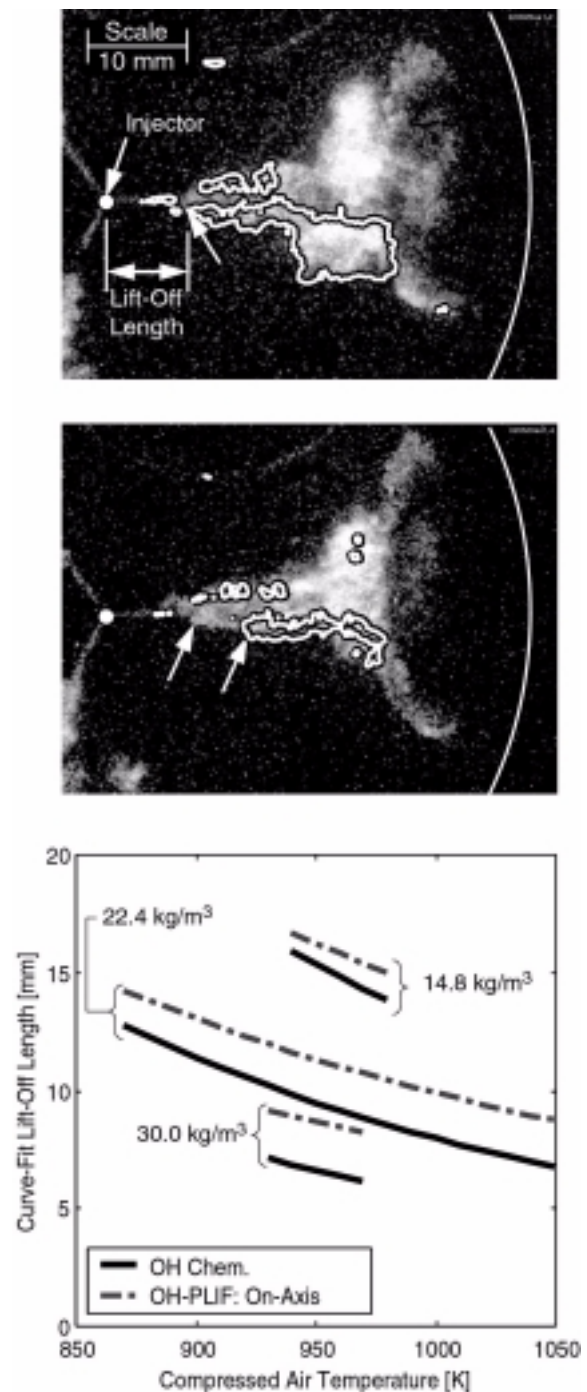 Scale
10 mm
Injector
Lift-Off
Length
20
22.4 kg/m³
15
14.8 kg/m³
10
30.0 kg/m³
5
OH Chem.
OH-PLIF: On-Axis
0
850 900 950 1000 1050
Curve-Fit Lift-Off Length [mm]
Compressed Air Temperature [K]